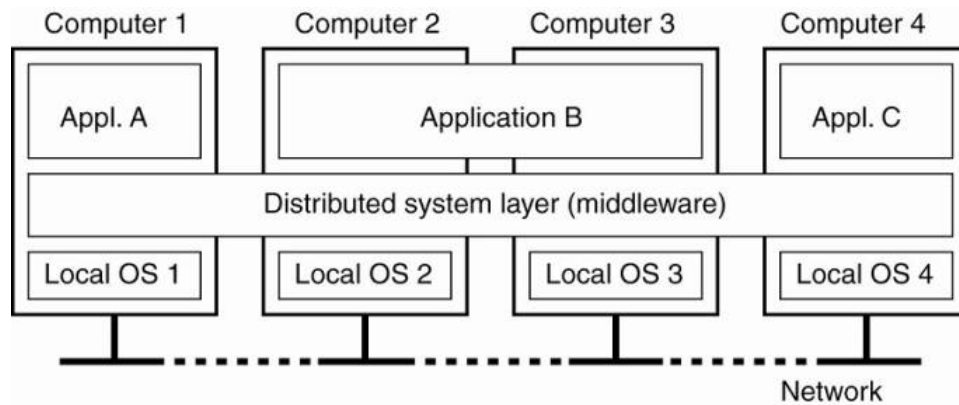 Computer 1
Computer 2
Computer 3
Computer 4
Appl. A
Application B
Appl. C
Distributed system layer (middleware)
Local OS 1
Local OS 2
Local OS 3
Local OS 4
Network